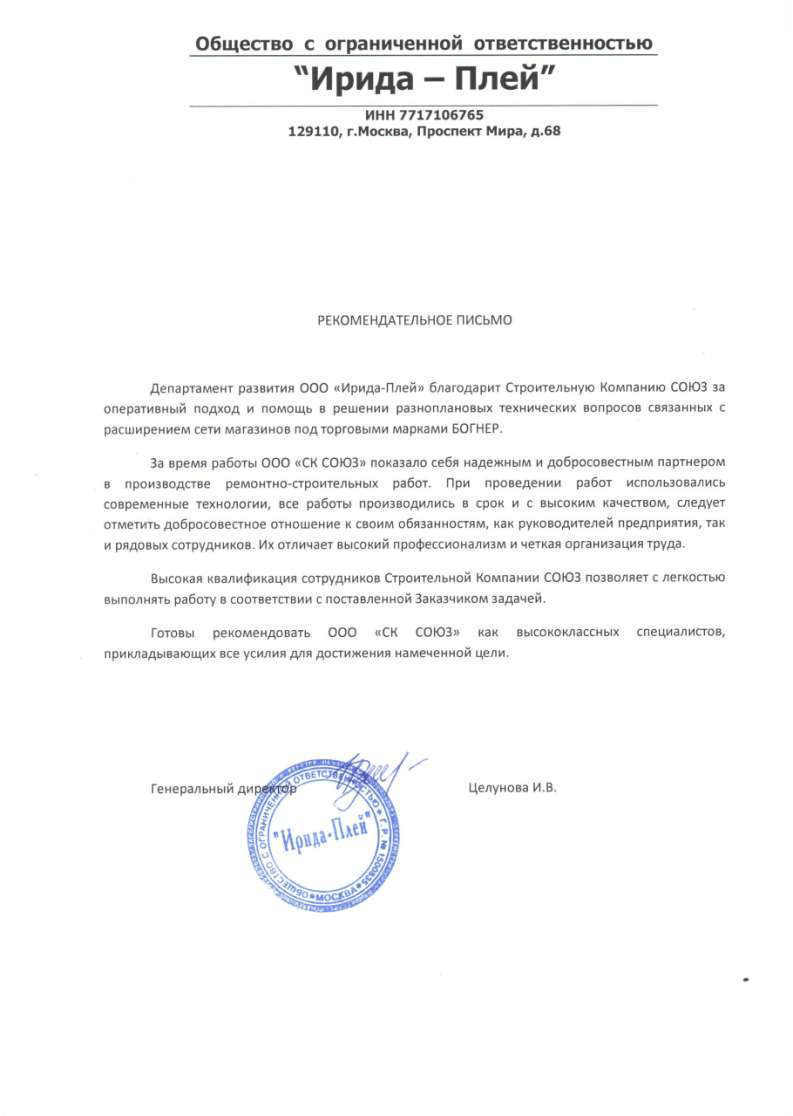 Общество с ограниченной ответственностью
“Ирида – Плей”
ИНН 7717106765
129110, г.Москва, Проспект Мира, д.68
РЕКОМЕНДАТЕЛЬНОЕ ПИСЬМО
Департамент развития ООО «Ирида-Плей» благодарит Строительную Компанию СОЮЗ за
оперативный подход и помощь в решении разноплановых технических вопросов связанных с
расширением сети магазинов под торговыми марками БОГНЕР.
За время работы ООО «СК СОЮЗ» показало себя надежным и добросовестным партнером
в производстве ремонтно-строительных работ. При проведении работ использовались
современные технологии, все работы производились в срок и с высоким качеством, следует
отметить добросовестное отношение к своим обязанностям, как руководителей предприятия, так
и рядовых сотрудников. Их отличает высокий профессионализм и четкая организация труда.
Высокая квалификация сотрудников Строительной Компании СОЮЗ позволяет с легкостью
выполнять работу в соответствии с поставленной Заказчиком задачей.
Готовы рекомендовать ООО «СК СОЮЗ» как высококлассных специалистов,
прикладывающих все усилия для достижения намеченной цели.
Генеральный директор Целунова И.В.
ОБЩЕСТВО С ОГРАНИЧЕННОЙ ОТВЕТСТВЕННОСТЬЮ * Г.Р. № 1500635 * МОСКВА *
"Ирида-Плей"